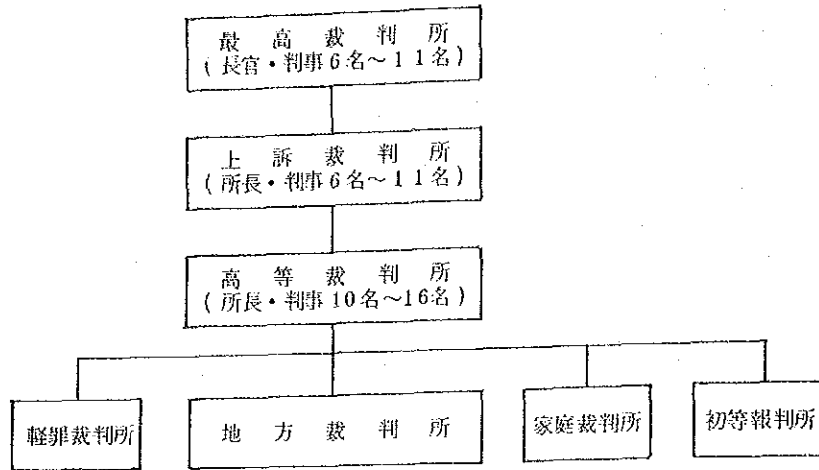 最高裁判所
(長官・判事6名～11名)
上訴裁判所
(所長・判事6名～11名)
高等裁判所
(所長・判事10名～16名)
軽罪裁判所
地方裁判所
家庭裁判所
初等報判所